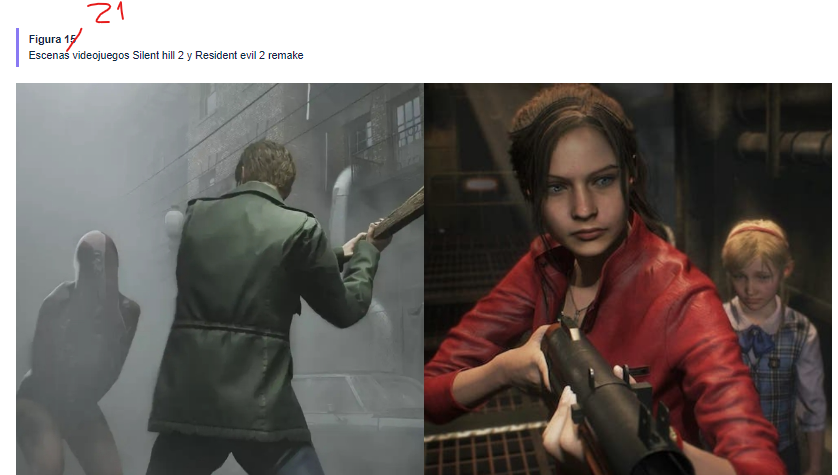 21
Figura 15
Escenas videojuegos Silent hill 2 y Resident evil 2 remake